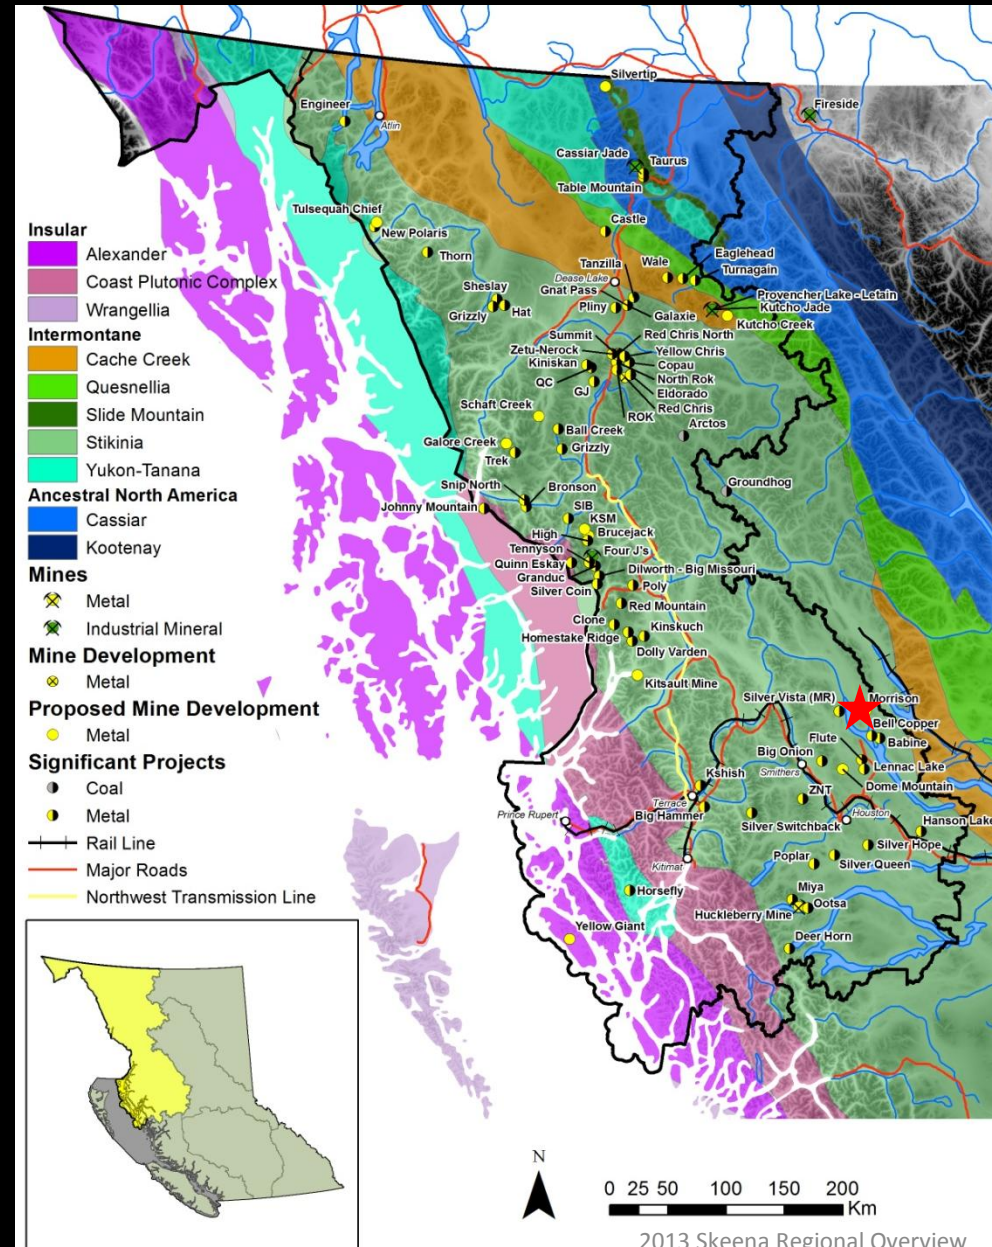 Silvertip
Fireside
Engineer
Atlin
Cassiar Jade
Taurus
Table Mountain
Tulsequah Chief
New Polaris
Castle
Thorn
Tanzilla
Wale
Eaglehead
Turnagain
Dease Lake
Gnat Pass
Sheslay
Pliny
Galaxie
Provencher Lake - Letain
Kutcho Jade
Kutcho Creek
Grizzly
Hat
Summit
Red Chris North
Zetu-Nerock
Yellow Chris
Kiniskan
Copau
QC
North Rok
GJ
Eldorado
Red Chris
ROK
Schaft Creek
Arctos
Ball Creek
Galore Creek
Grizzly
Trek
Groundhog
Snip North
Bronson
Johnny Mountain
SIB
KSM
High
Brucejack
Tennyson
Four J's
Quinn Eskay
Dilworth - Big Missouri
Granduc
Silver Coin
Poly
Red Mountain
Clone
Kinskuch
Homestake Ridge
Dolly Varden
Kitsault Mine
Silver Vista (MR)
Morrison
Bell Copper
Flute
Babine
Big Onion
Lennac Lake
Smithers
Dome Mountain
Kshish
ZNT
Terrace
Houston
Prince Rupert
Big Hammer
Silver Switchback
Hanson Lake
Kitimat
Silver Hope
Poplar
Silver Queen
Horsefly
Miya
Ootsa
Huckleberry Mine
Yellow Giant
Deer Horn
Insular
Alexander
Coast Plutonic Complex
Wrangellia
Intermontane
Cache Creek
Quesnellia
Slide Mountain
Stikinia
Yukon-Tanana
Ancestral North America
Cassiar
Kootenay
Mines
Metal
Industrial Mineral
Mine Development
Metal
Proposed Mine Development
Metal
Significant Projects
Coal
Metal
Rail Line
Major Roads
Northwest Transmission Line
N
0 25 50 100 150 200
Km
2013 Skeena Regional Overview